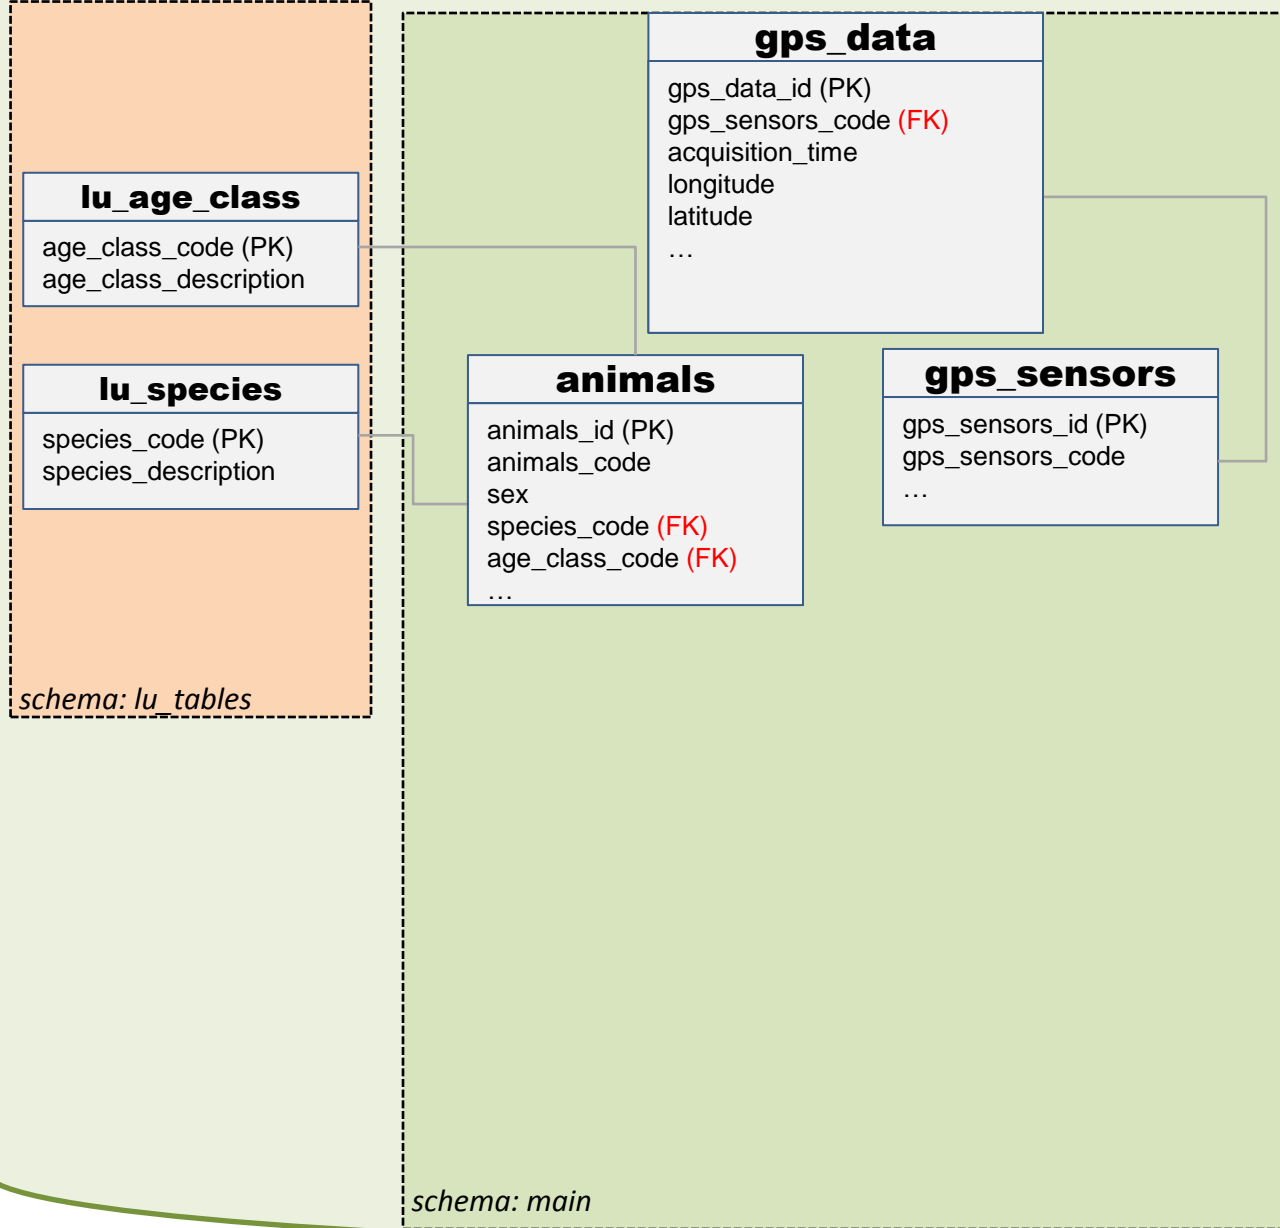 lu_age_class
age_class_code (PK)
age_class_description
lu_species
species_code (PK)
species_description
schema: lu_tables
gps_data
gps_data_id (PK)
gps_sensors_code (FK)
acquisition_time
longitude
latitude
…
animals
animals_id (PK)
animals_code
sex
species_code (FK)
age_class_code (FK)
…
gps_sensors
gps_sensors_id (PK)
gps_sensors_code
…
schema: main